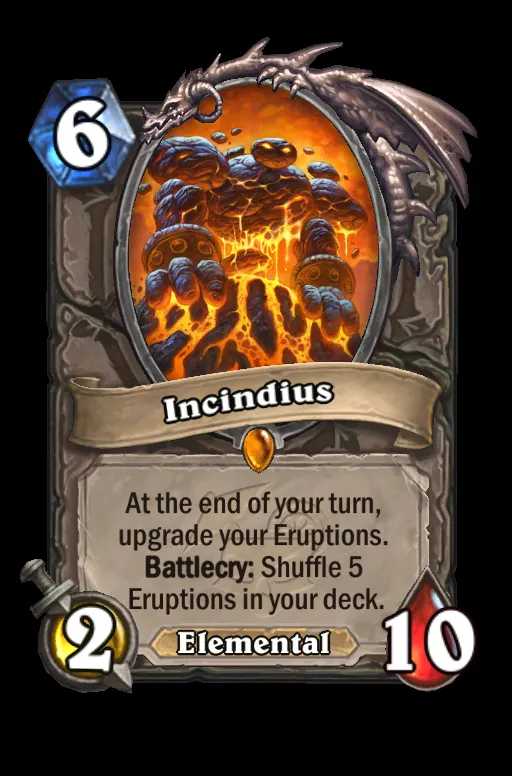 6
Incindius
At the end of your turn,
upgrade your Eruptions.
Battlecry: Shuffle 5
Eruptions in your deck.
2
Elemental
10